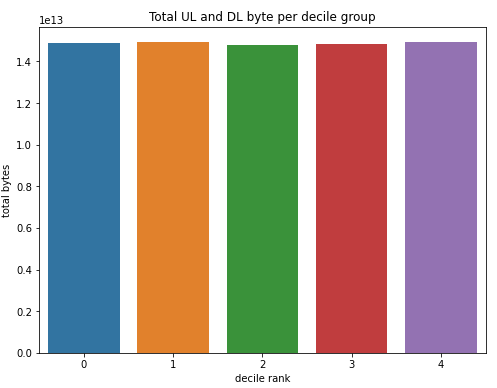 Total UL and DL byte per decile group
1e13
1.4
1.2
1.0
0.8
0.6
0.4
0.2
0.0
total bytes
0 1 2 3 4
decile rank